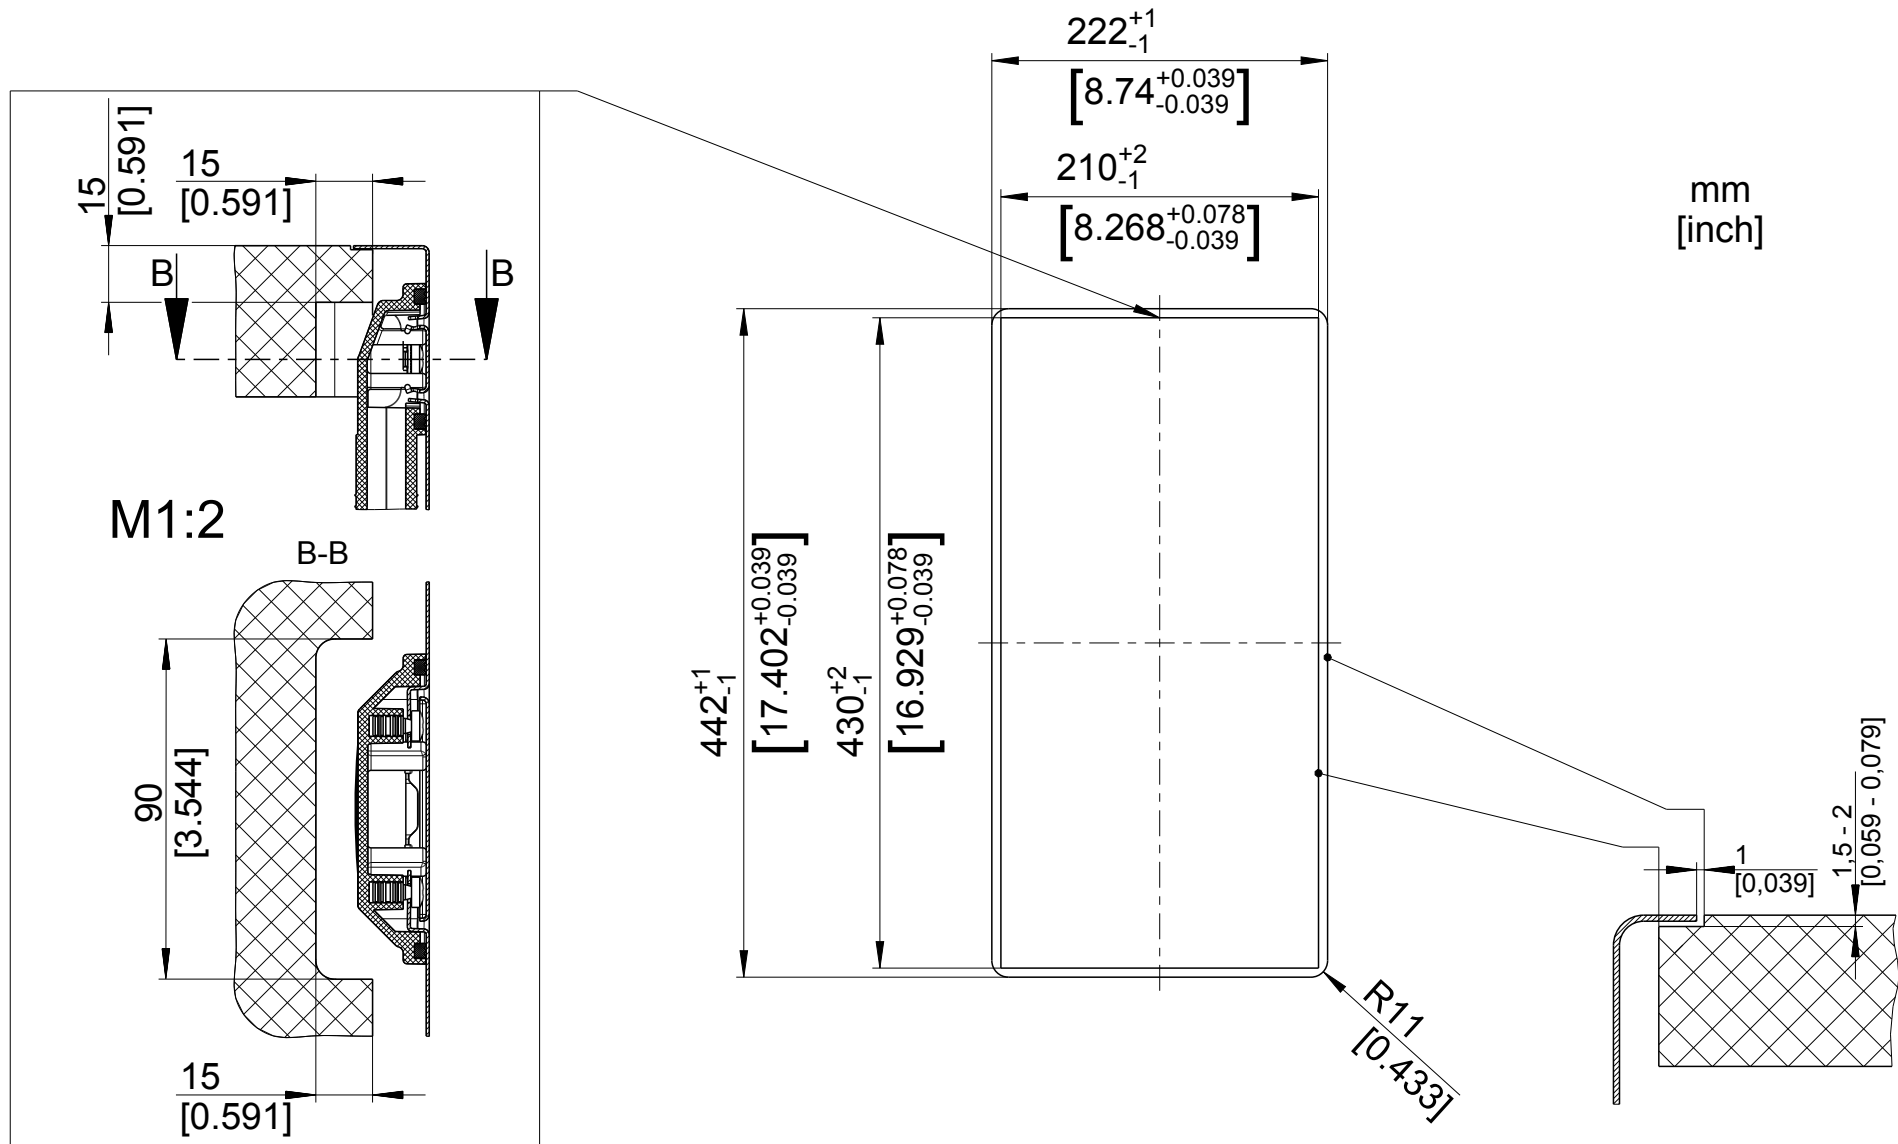 222 +1 -1
[8.74 +0.039 -0.039]
210 +2 -1
[8.268 +0.078 -0.039]
mm
[inch]
15
[0.591]
15
[0.591]
B
B
M1:2
B-B
90
[3.544]
15
[0.591]
442 +1 -1
[17.402 +0.039 -0.039]
430 +2 -1
[16.929 +0.078 -0.039]
R11
[0.433]
1
[0,039]
1,5 - 2
[0,059 - 0,079]